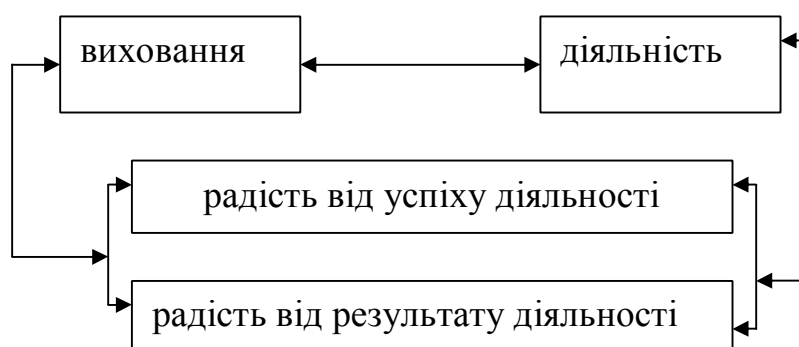 виховання
діяльність
радість від успіху діяльності
радість від результату діяльності